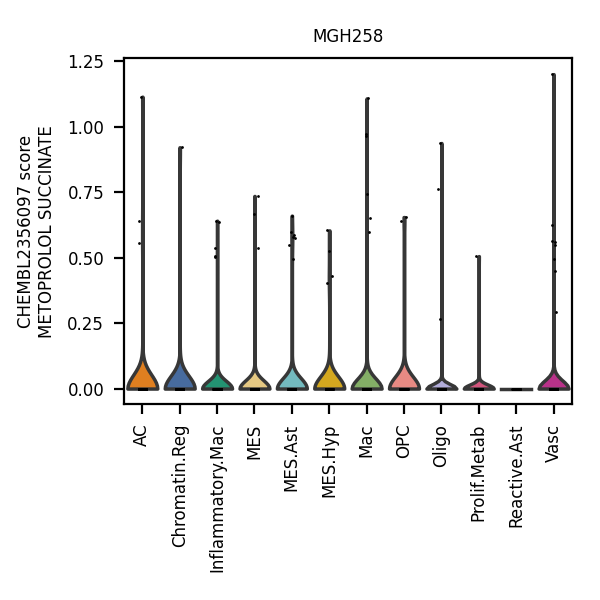 MGH258
CHEMBL2356097 score
METOPROLOL SUCCINATE
1.25
1.00
0.75
0.50
0.25
0.00
AC
Chromatin.Reg
Inflammatory.Mac
MES
MES.Ast
MES.Hyp
Mac
OPC
Oligo
Prolif.Metab
Reactive.Ast
Vasc